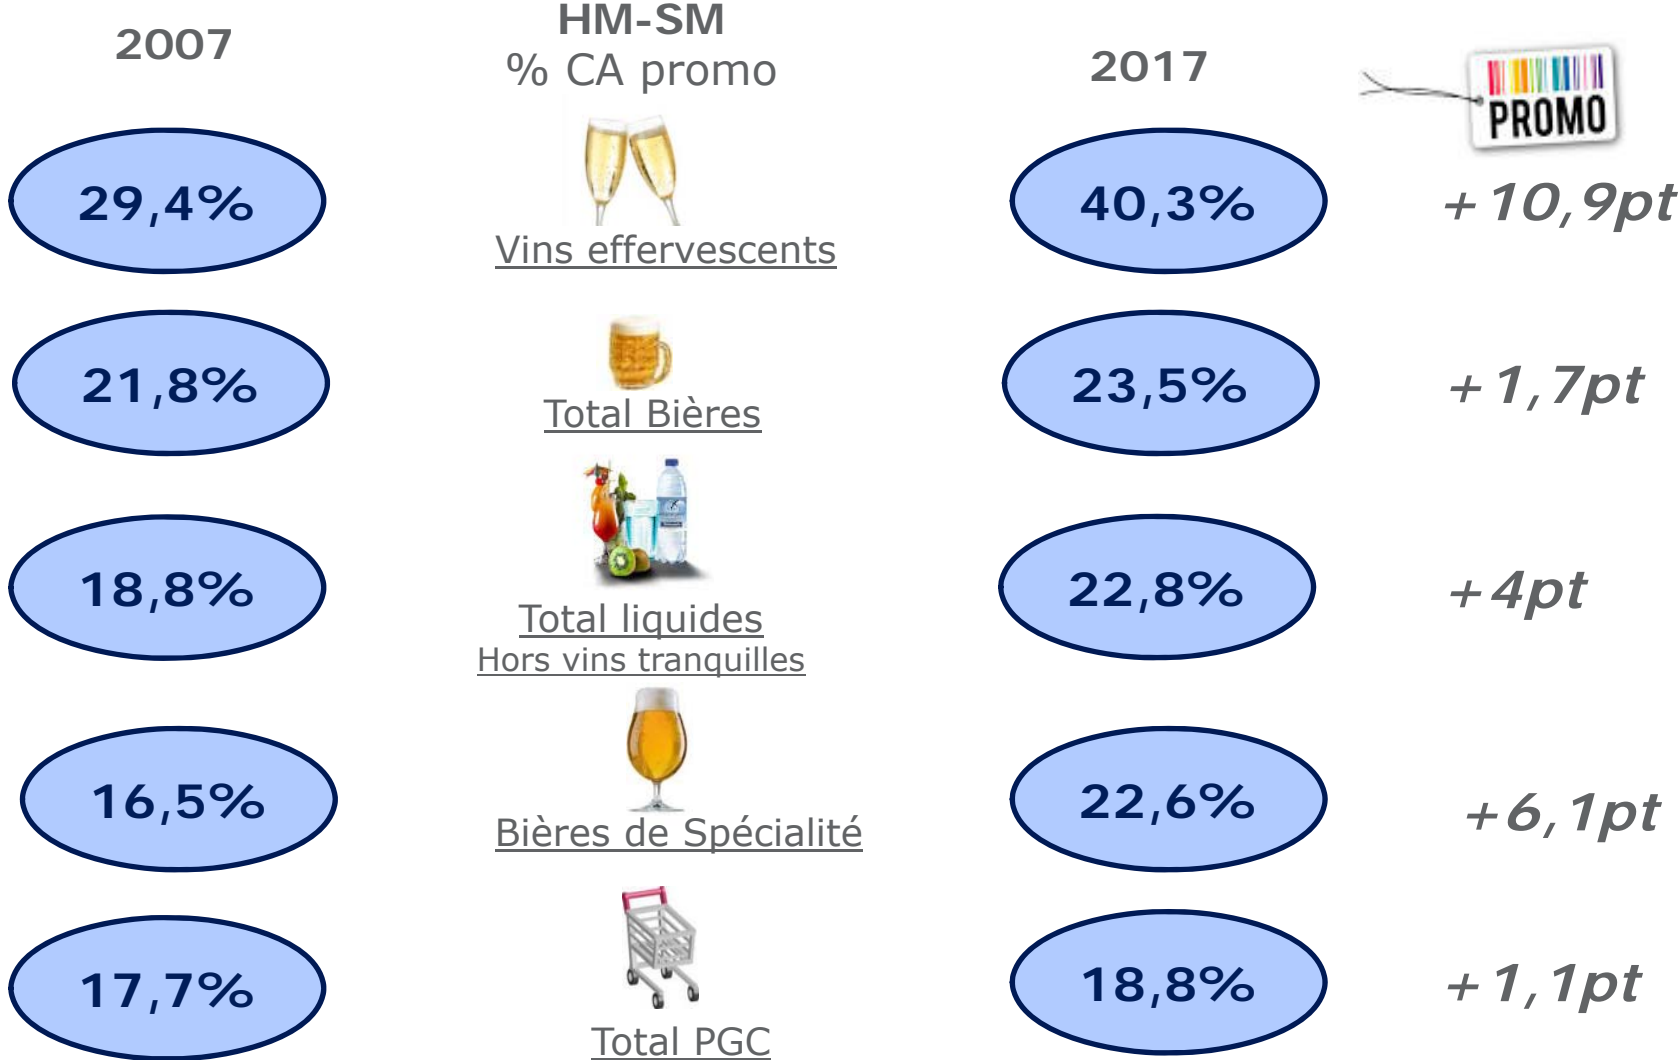 2007
HM-SM
% CA promo
2017
PROMO
29,4%
Vins effervescents
40,3%
+10,9pt
21,8%
Total Bières
23,5%
+1,7pt
18,8%
Total liquides
Hors vins tranquilles
22,8%
+4pt
16,5%
Bières de Spécialité
22,6%
+6,1pt
17,7%
Total PGC
18,8%
+1,1pt